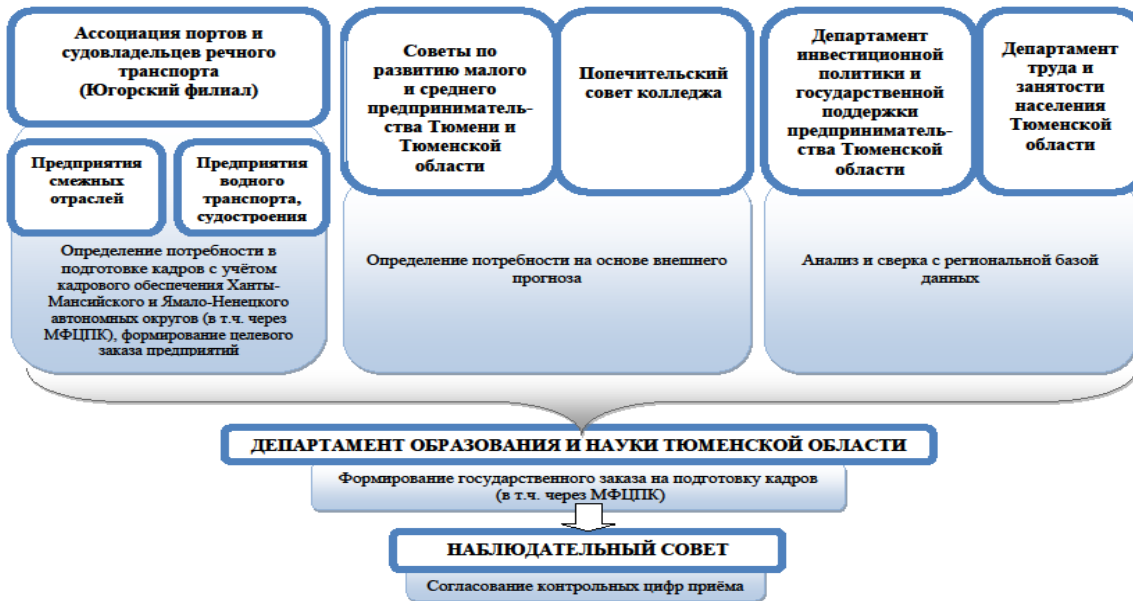 Ассоциация портов и
судовладельцев речного
транспорта
(Югорский филиал)
Предприятия
смежных
отраслей
Предприятия
водного
транспорта,
судостроения
Определение потребности в
подготовке кадров с учётом
кадрового обеспечения Ханты-
Мансийского и Ямало-Ненецкого
автономных округов (в т.ч. через
МФЦПК), формирование целевого
заказа предприятий
Советы по
развитию малого
и среднего
предприниматель-
ства Тюмени и
Тюменской
области
Попечительский
совет колледжа
Определение потребности на основе внешнего
прогноза
Департамент
инвестиционной
политики и
государственной
поддержки
предприниматель-
ства Тюменской
области
Департамент
труда и
занятости
населения
Тюменской
области
Анализ и сверка с региональной базой
данных
ДЕПАРТАМЕНТ ОБРАЗОВАНИЯ И НАУКИ ТЮМЕНСКОЙ ОБЛАСТИ
Формирование государственного заказа на подготовку кадров
(в т.ч. через МФЦПК)
НАБЛЮДАТЕЛЬНЫЙ СОВЕТ
Согласование контрольных цифр приёма